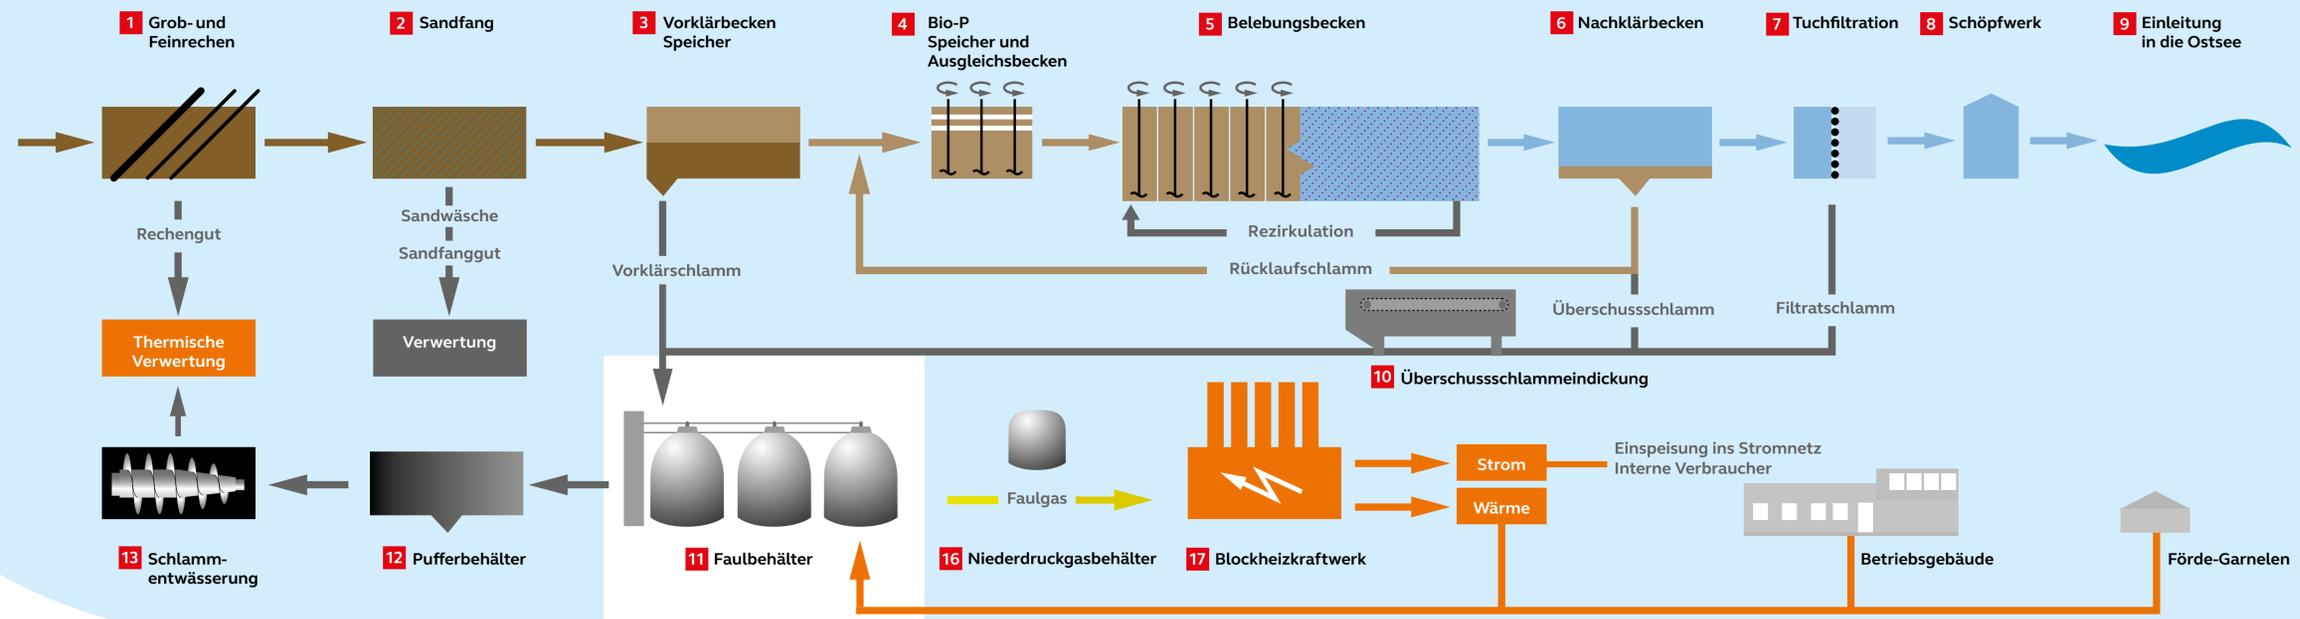 1 Grob- und
Feinrechen
2 Sandfang
3 Vorklärbecken
Speicher
4 Bio-P
Speicher und
Ausgleichsbecken
5 Belebungsbecken
6 Nachklärbecken
7 Tuchfiltration
8 Schöpfwerk
9 Einleitung
in die Ostsee
Rechengut
Sandwäsche
Sandfanggut
Vorklärschlamm
Rezirkulation
Rücklaufschlamm
Überschussschlamm
Filtratschlamm
Thermische
Verwertung
Verwertung
10 Überschussschlammeindickung
Faulgas
Strom
Wärme
Einspeisung ins Stromnetz
Interne Verbraucher
13 Schlamm-
entwässerung
12 Pufferbehälter
11 Faulbehälter
16 Niederdruckgasbehälter
17 Blockheizkraftwerk
Betriebsgebäude
Förde-Garnelen